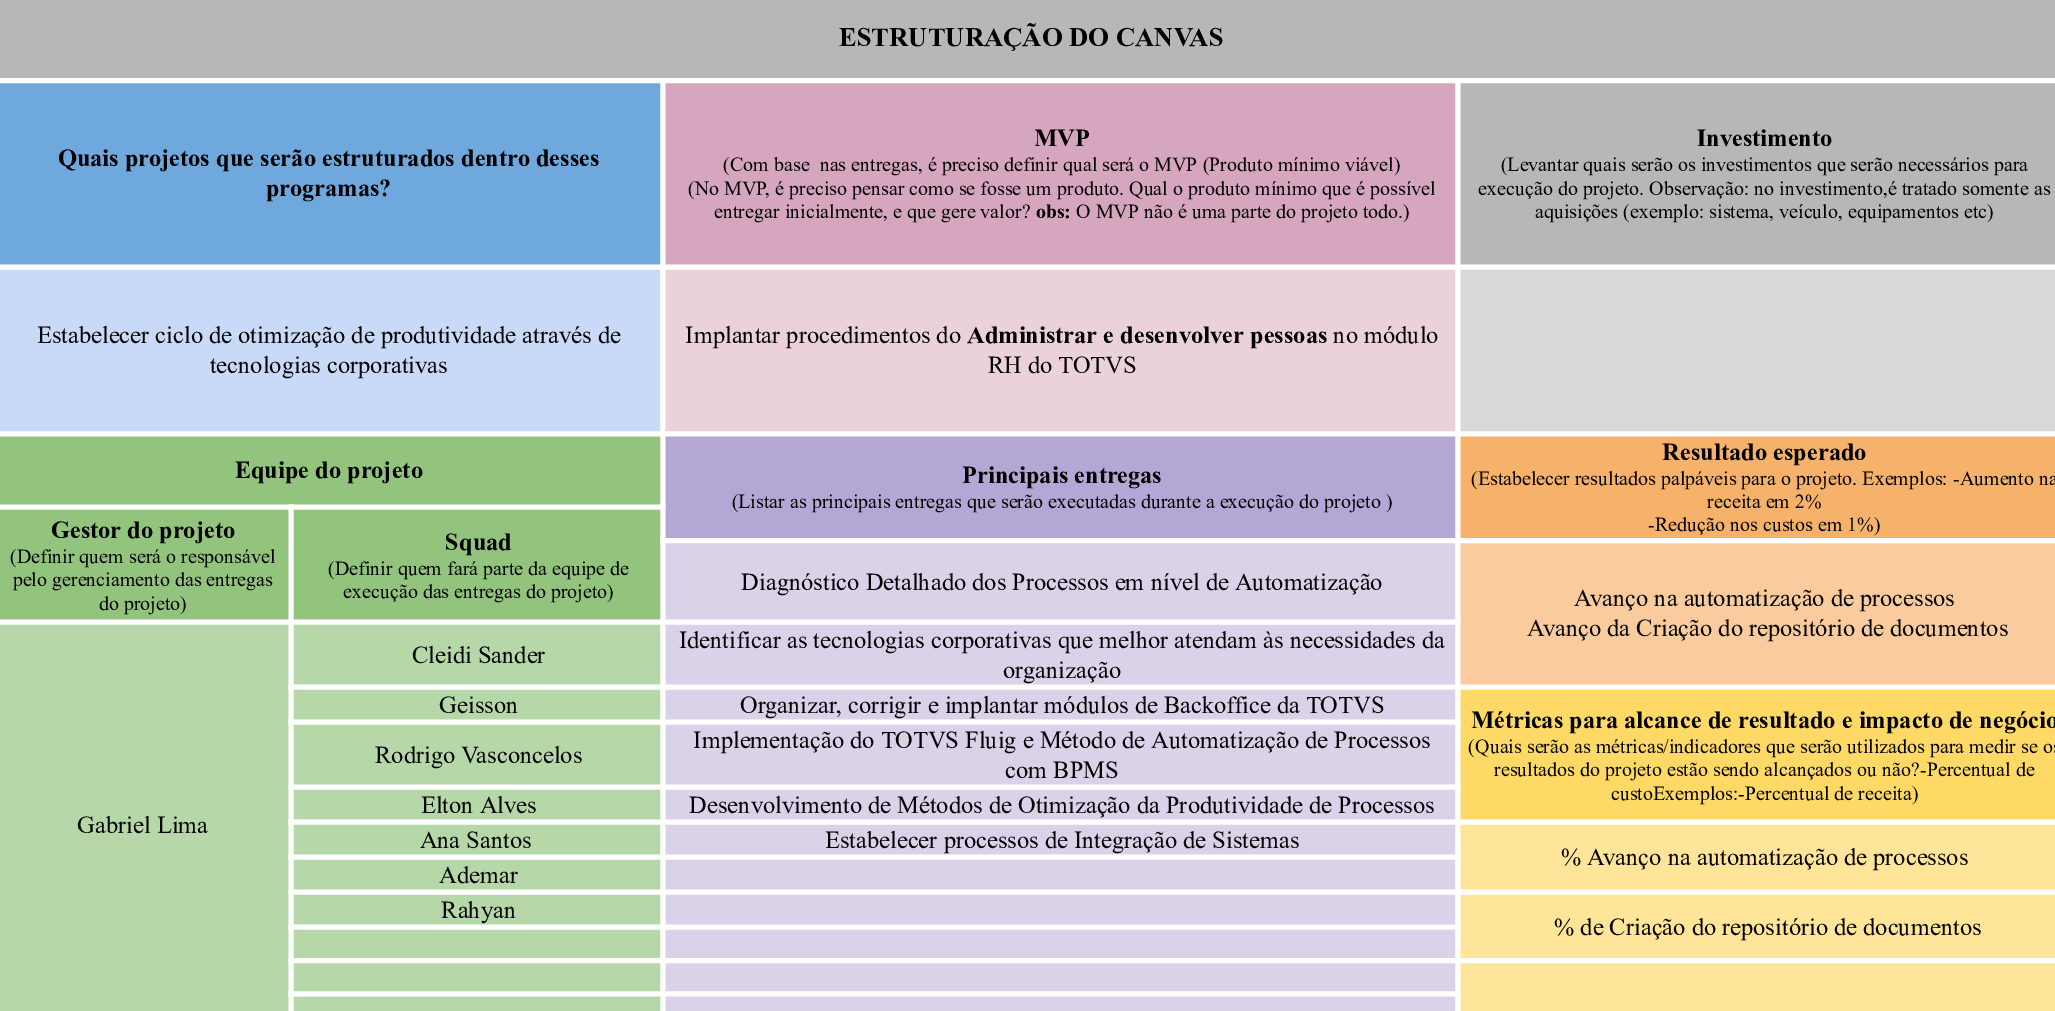 ESTRUTURAÇÃO DO CANVAS
Quais projetos que serão estruturados dentro desses
programas?
MVP
(Com base  nas entregas, é preciso definir qual será o MVP (Produto mínimo viável)
(No MVP, é preciso pensar como se fosse um produto. Qual o produto mínimo que é possível
entregar inicialmente, e que gere valor? obs: O MVP não é uma parte do projeto todo.)
Investimento
(Levantar quais serão os investimentos que serão necessários para
execução do projeto. Observação: no investimento,é tratado somente as
aquisições (exemplo: sistema, veículo, equipamentos etc)
Estabelecer ciclo de otimização de produtividade através de
tecnologias corporativas
Implantar procedimentos do Administrar e desenvolver pessoas no módulo
RH do TOTVS
Equipe do projeto
Gestor do projeto
(Definir quem será o responsável
pelo gerenciamento das entregas
do projeto)
Squad
(Definir quem fará parte da equipe de
execução das entregas do projeto)
Gabriel Lima
Cleidi Sander
Geisson
Rodrigo Vasconcelos
Elton Alves
Ana Santos
Ademar
Rahyan
Principais entregas
(Listar as principais entregas que serão executadas durante a execução do projeto )
Diagnóstico Detalhado dos Processos em nível de Automatização
Identificar as tecnologias corporativas que melhor atendam às necessidades da
organização
Organizar, corrigir e implantar módulos de Backoffice da TOTVS
Implementação do TOTVS Fluig e Método de Automatização de Processos
com BPMS
Desenvolvimento de Métodos de Otimização da Produtividade de Processos
Estabelecer processos de Integração de Sistemas
Resultado esperado
(Estabelecer resultados palpáveis para o projeto. Exemplos: -Aumento na
receita em 2%
-Redução nos custos em 1%)
Avanço na automatização de processos
Avanço da Criação do repositório de documentos
Métricas para alcance de resultado e impacto de negócio
(Quais serão as métricas/indicadores que serão utilizados para medir se os
resultados do projeto estão sendo alcançados ou não?-Percentual de
custoExemplos:-Percentual de receita)
% Avanço na automatização de processos
% de Criação do repositório de documentos